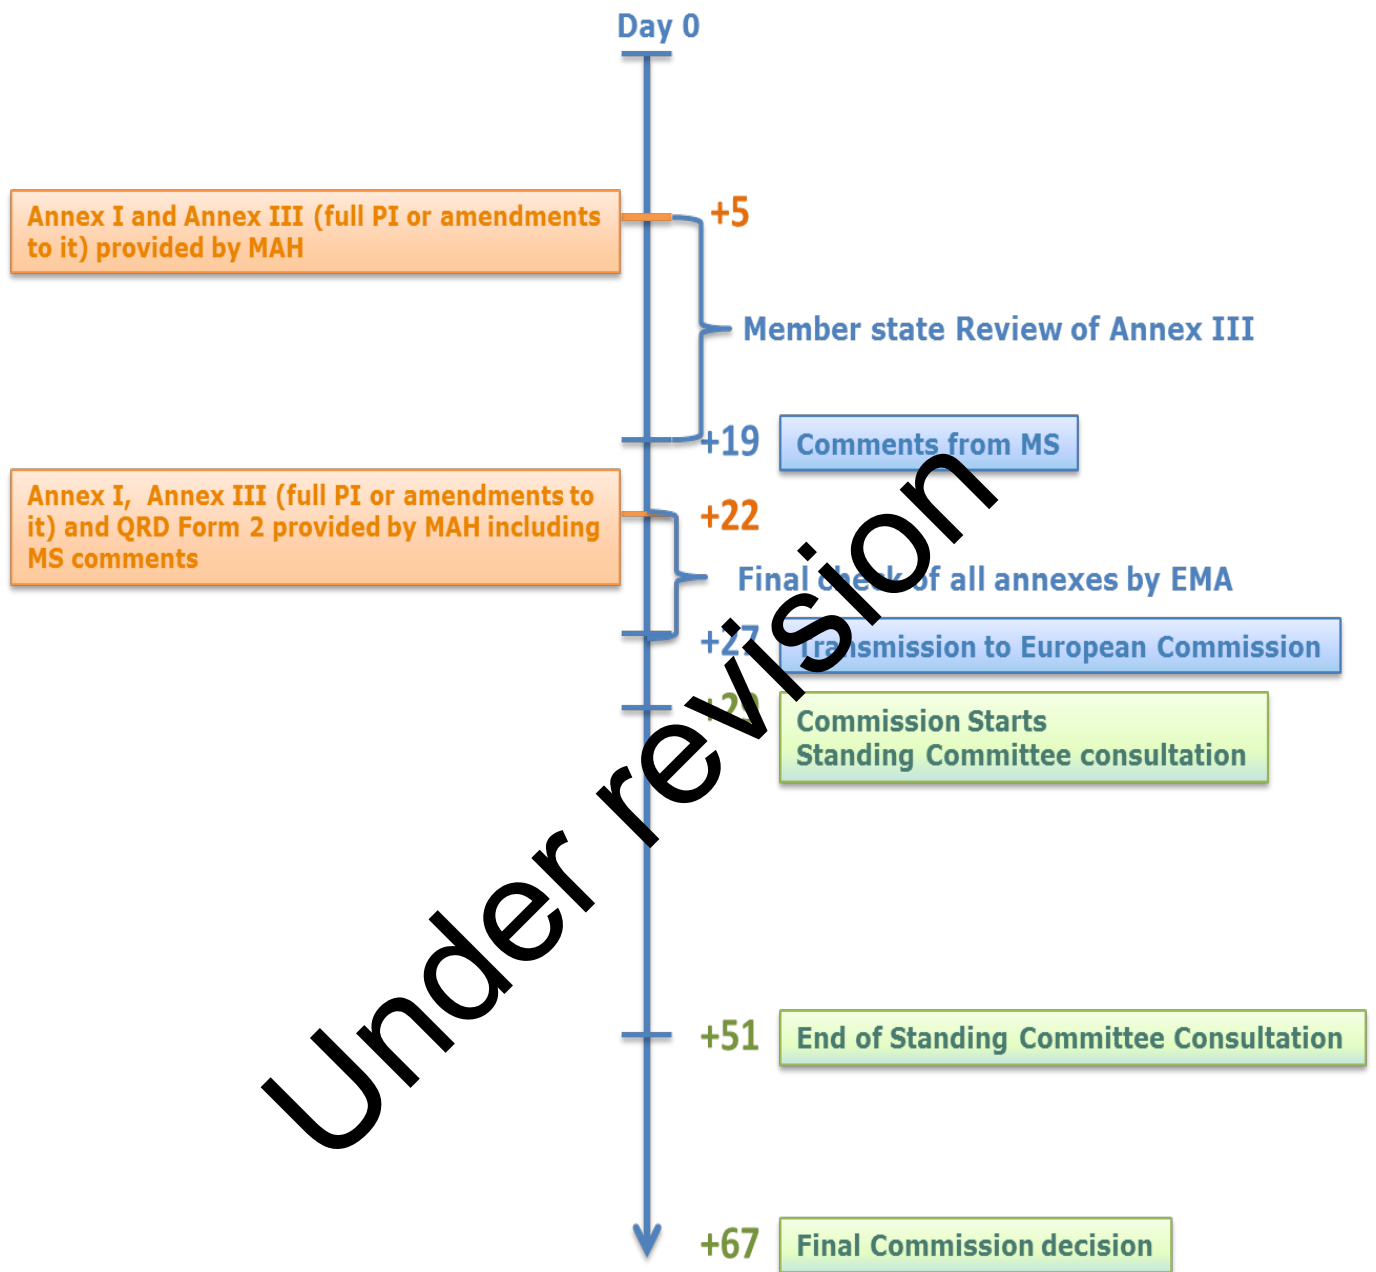 Day 0
Annex I and Annex III (full PI or amendments
to it) provided by MAH
+5
Member state Review of Annex III
+19
Comments from MS
Annex I, Annex III (full PI or amendments to
it) and QRD Form 2 provided by MAH including
MS comments
+22
Final check of all annexes by EMA
+27
Transmission to European Commission
+29
Commission Starts
Standing Committee consultation
Under revision
+51
End of Standing Committee Consultation
+67
Final Commission decision